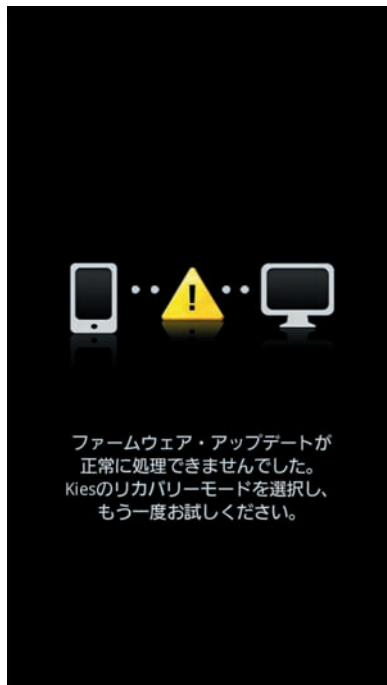 ファームウェア・アップデートが
正常に処理できませんでした。
Kiesのリカバリーモードを選択し、
もう一度お試しください。